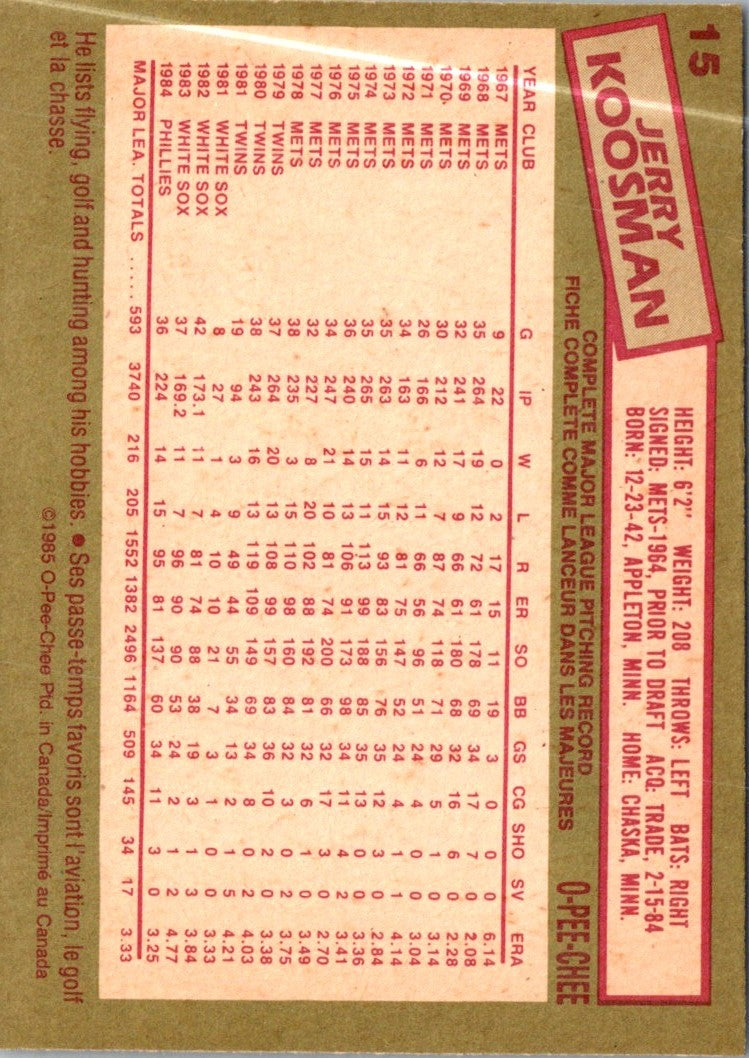 15
JERRY
KOOSMAN
HEIGHT: 6'2" WEIGHT: 208 THROWS: LEFT BATS: RIGHT
SIGNED: METS-1964, PRIOR TO DRAFT ACQ: TRADE, 2-15-84
BORN: 12-23-42, APPLETON, MINN. HOME: CHASKA, MINN.
COMPLETE MAJOR LEAGUE PITCHING RECORD
FICHE COMPLÈTE COMME LANCEUR DANS LES MAJEURES
O-PEE-CHEE
YEAR CLUB G IP W L R ER SO BB GS CG SHO SV ERA
1967 METS 9 22 0 2 17 15 11 19 3 0 0 0 6.14
1968 METS 35 264 19 12 72 61 178 69 34 17 7 0 2.08
1969 METS 32 241 17 9 66 61 180 68 32 16 6 0 2.28
1970 METS 30 212 12 7 87 74 118 71 29 5 1 0 3.14
1971 METS 26 166 6 11 66 56 96 51 24 4 0 0 3.04
1972 METS 34 163 11 12 81 75 147 52 24 4 1 1 4.14
1973 METS 35 263 14 15 93 83 156 76 35 12 3 0 2.84
1974 METS 35 265 15 11 113 99 188 85 35 13 0 0 3.36
1975 METS 36 240 14 13 106 91 173 98 34 11 4 2 3.41
1976 METS 34 247 21 10 81 74 200 66 32 17 3 0 2.70
1977 METS 32 227 8 20 102 88 192 81 32 6 1 0 3.49
1978 METS 38 235 3 15 110 98 160 84 32 3 0 2 3.75
1979 TWINS 37 264 20 13 108 99 157 83 36 10 2 0 3.38
1980 TWINS 38 243 16 13 119 109 149 69 34 8 0 2 4.03
1981 TWINS 19 94 3 9 49 44 55 34 13 2 1 5 4.21
1981 WHITE SOX 8 27 1 4 10 10 21 7 3 1 0 0 3.33
1982 WHITE SOX 42 173.1 11 7 81 74 88 38 19 3 1 3 3.84
1983 WHITE SOX 37 169.2 11 7 96 90 90 53 24 2 1 2 4.77
1984 PHILLIES 36 224 14 15 95 81 137 60 34 11 3 0 3.25
MAJOR LEA. TOTALS ..... 593 3740 216 205 1552 1382 2496 1164 509 145 34 17 3.33
He lists flying, golf and hunting among his hobbies. • Ses passe-temps favoris sont l'aviation, le golf
et la chasse.
©1985 O-Pee-Chee Ptd. in Canada/Imprimé au Canada